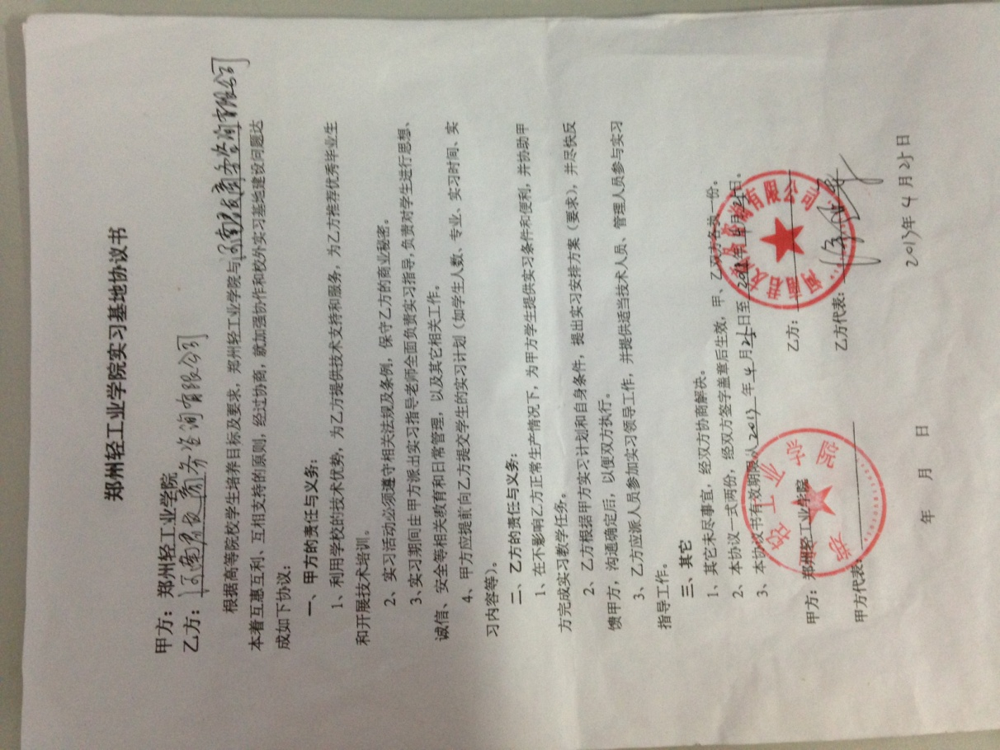 郑州轻工业学院实习基地协议书
甲方：郑州轻工业学院
乙方：河南君友商务咨询有限公司
根据高等院校学生培养目标及要求，郑州轻工业学院与河南君友商务咨询有限公司
本着互惠互利、互相支持的原则，经过协商，就加强协作和校外实习基地建设问题达
成如下协议：
一、甲方的责任与义务：
1、利用学校的技术优势，为乙方提供技术支持和服务，为乙方推荐优秀毕业生
和开展技术培训。
2、实习活动必须遵守相关法规及条例，保守乙方的商业秘密。
3、实习期间由甲方派出实习指导老师全面负责实习指导，负责对学生进行思想、
诚信、安全等相关教育和日常管理，以及其它相关工作。
4、甲方应提前向乙方提交学生的实习计划（如学生人数、专业、实习时间、实
习内容等）。
二、乙方的责任与义务：
1、在不影响乙方正常生产情况下，为甲方学生提供实习条件和便利，并协助甲
方完成实习教学任务。
2、乙方根据甲方实习计划和自身条件，提出实习安排方案（要求），并尽快反
馈甲方，沟通确定后，以便双方执行。
3、乙方应派人员参加实习领导工作，并提供适当技术人员、管理人员参与实习
指导工作。
三、其它
1、其它未尽事宜，经双方协商解决。
2、本协议一式两份，经双方签字盖章后生效，甲、乙双方各执一份。
3、本协议书有效期限从2013年4月25日至 年 月 日。
甲方：郑州轻工业学院
乙方：
甲方代表：
乙方代表：
年 月 日
2013年4月25日